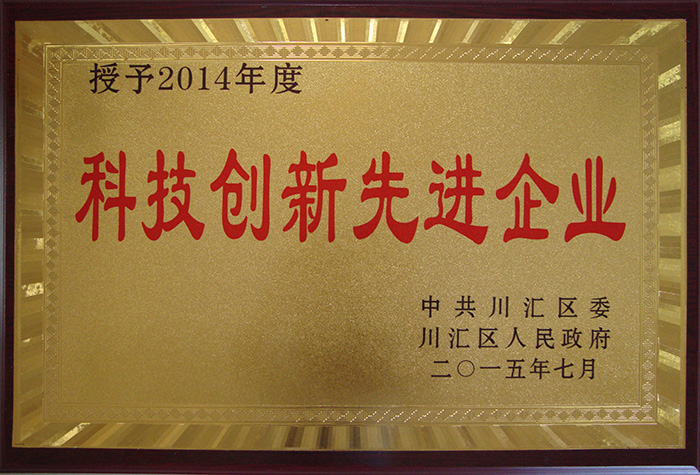 授予2014年度
科技创新先进企业
中共川汇区委
川汇区人民政府
二〇一五年七月